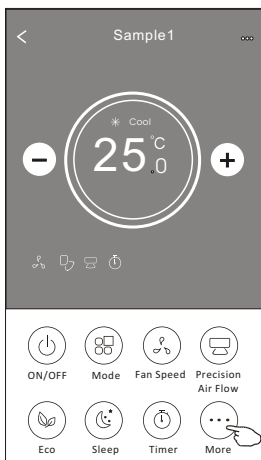 Sample1
Cool
25.0°C
ON/OFF Mode Fan Speed Precision Air Flow
Eco Sleep Timer More